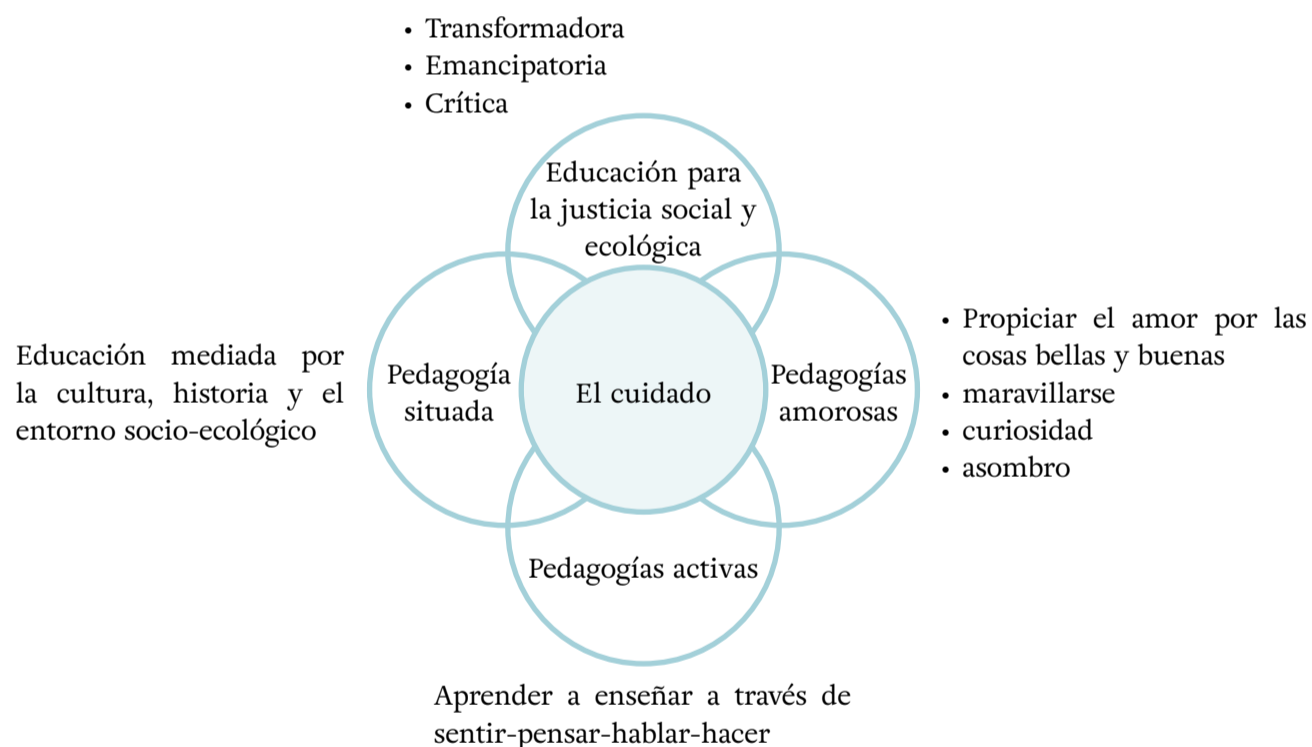 • Transformadora
• Emancipatoria
• Crítica
Educación para
la justicia social y
ecológica
Educación mediada por
la cultura, historia y el
entorno socio-ecológico
Pedagogía
situada
El cuidado
Pedagogías
amorosas
• Propiciar el amor por las
cosas bellas y buenas
• maravillarse
• curiosidad
• asombro
Pedagogías activas
Aprender a enseñar a través de
sentir-pensar-hablar-hacer